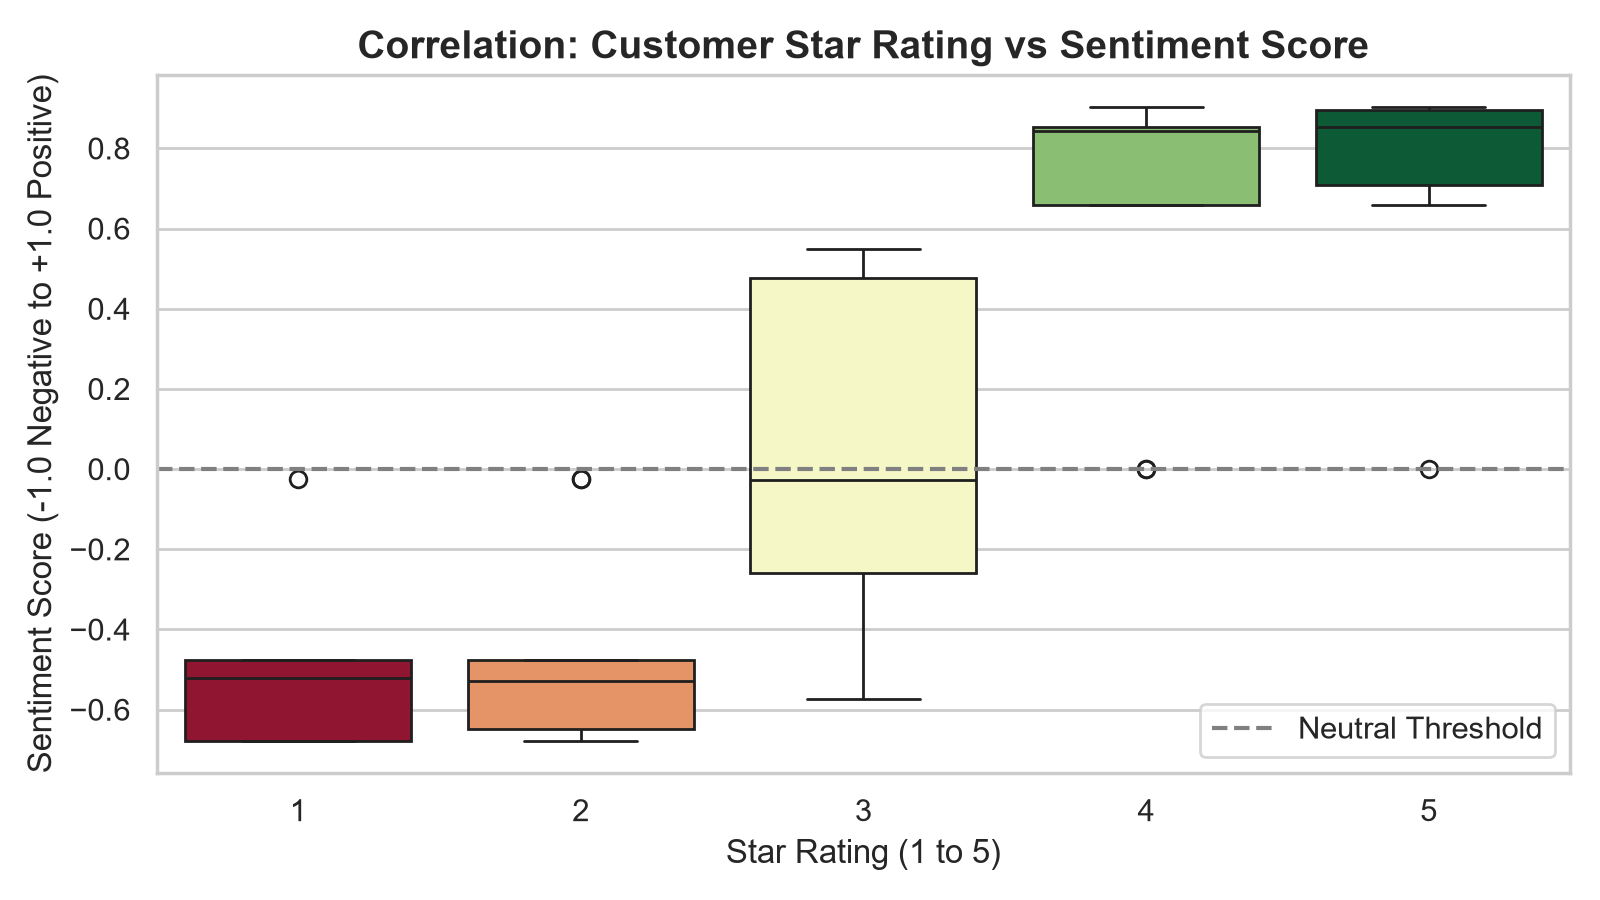 Correlation: Customer Star Rating vs Sentiment Score
Sentiment Score (-1.0 Negative to +1.0 Positive)
0.8
0.6
0.4
0.2
0.0
−0.2
−0.4
−0.6
Neutral Threshold
1 2 3 4 5
Star Rating (1 to 5)